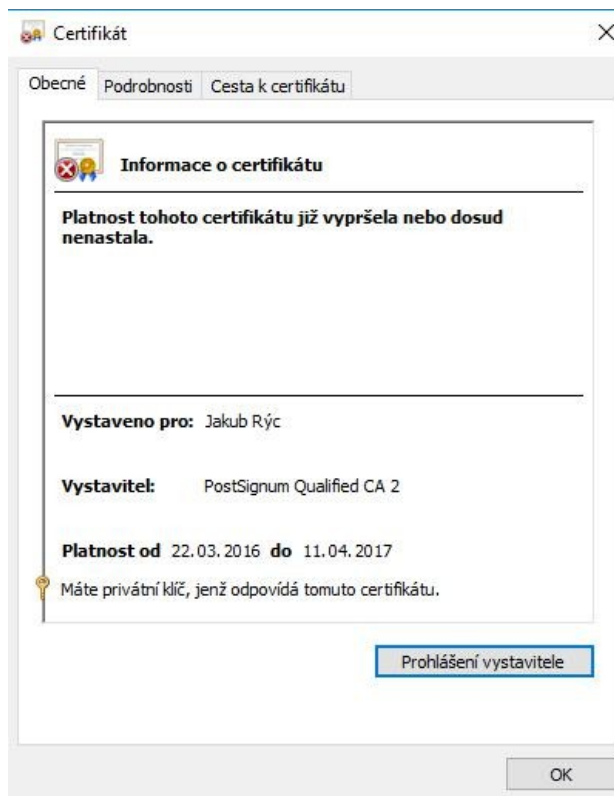 Certifikát
Obecné Podrobnosti Cesta k certifikátu
Informace o certifikátu
Platnost tohoto certifikátu již vypršela nebo dosud
nenastala.
Vystaveno pro: Jakub Rýc
Vystavitel: PostSignum Qualified CA 2
Platnost od 22.03.2016 do 11.04.2017
Máte privátní klíč, jenž odpovídá tomuto certifikátu.
Prohlášení vystavitele
OK